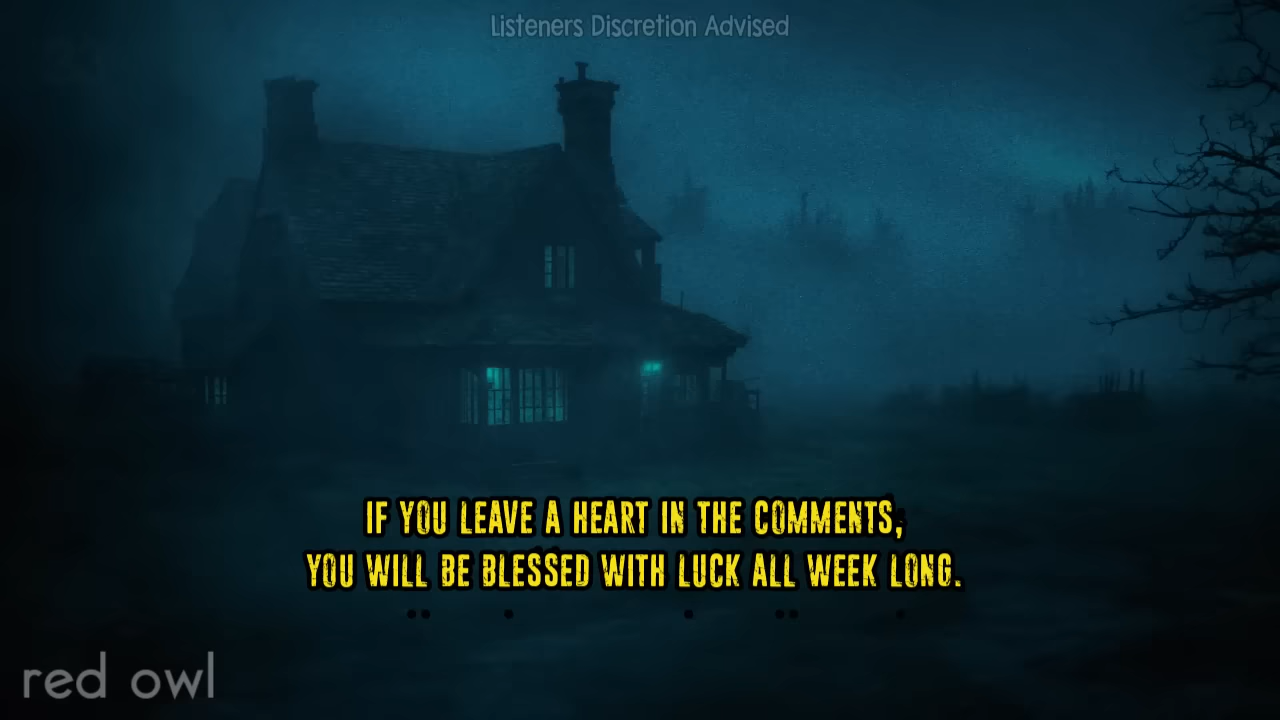 Listeners Discretion Advised
IF YOU LEAVE A HEART IN THE COMMENTS,
YOU WILL BE BLESSED WITH LUCK ALL WEEK LONG.
red owl